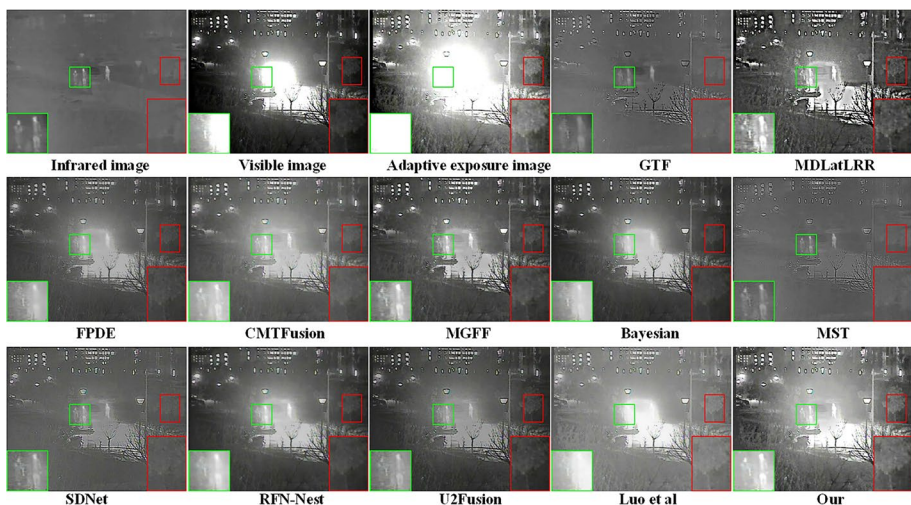 Infrared image Visible image Adaptive exposure image GTF MDLatLRR
FPDE CMTFusion MGFF Bayesian MST
SDNet RFN-Nest U2Fusion Luo et al Our